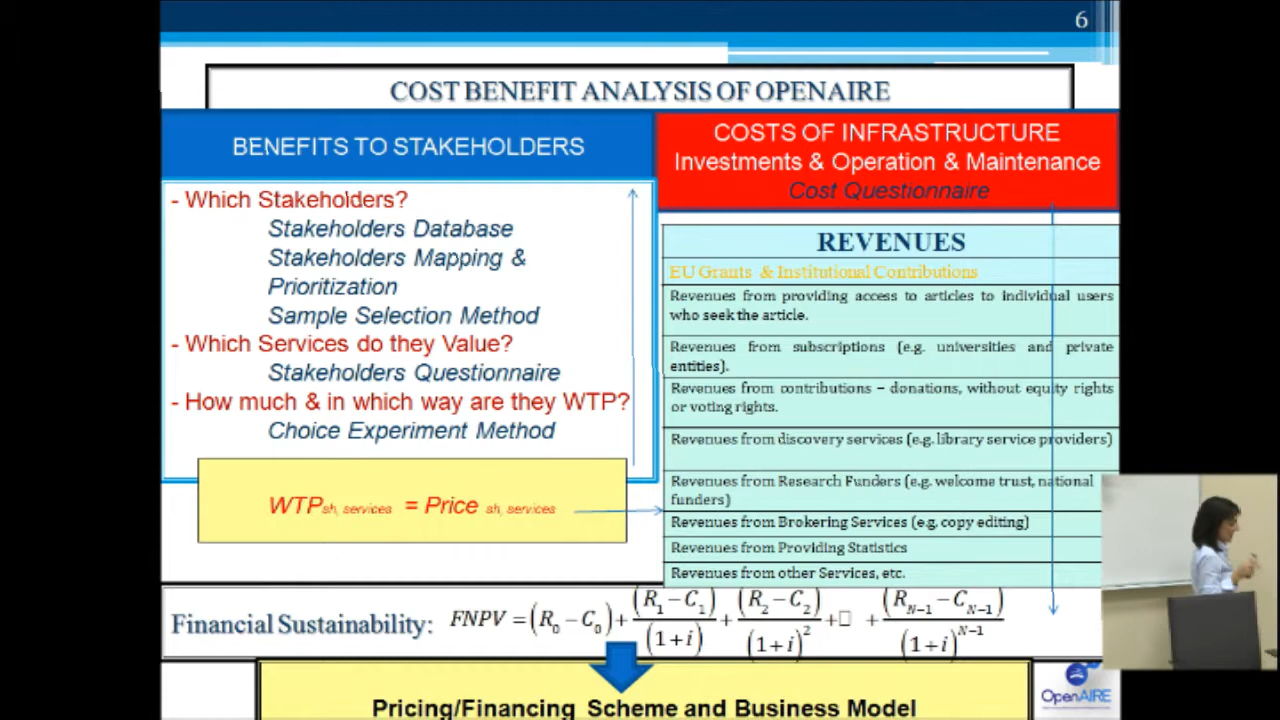 6
COST BENEFIT ANALYSIS OF OPENAIRE
BENEFITS TO STAKEHOLDERS
- Which Stakeholders?
Stakeholders Database
Stakeholders Mapping &
Prioritization
Sample Selection Method
- Which Services do they Value?
Stakeholders Questionnaire
- How much & in which way are they WTP?
Choice Experiment Method
WTP sh, services = Price sh, services
COSTS OF INFRASTRUCTURE
Investments & Operation & Maintenance
Cost Questionnaire
REVENUES
EU Grants & Institutional Contributions
Revenues from providing access to articles to individual users
who seek the article.
Revenues from subscriptions (e.g. universities and private
entities).
Revenues from contributions – donations, without equity rights
or voting rights.
Revenues from discovery services (e.g. library service providers)
Revenues from Research Funders (e.g. welcome trust, national
funders)
Revenues from Brokering Services (e.g. copy editing)
Revenues from Providing Statistics
Revenues from other Services, etc.
Financial Sustainability: FNPV = (R0 − C0) + (R1 − C1)/(1+i) + (R2 − C2)/(1+i)^2 + □ + (RN−1 − CN−1)/(1+i)^N−1
Pricing/Financing Scheme and Business Model
OpenAIRE